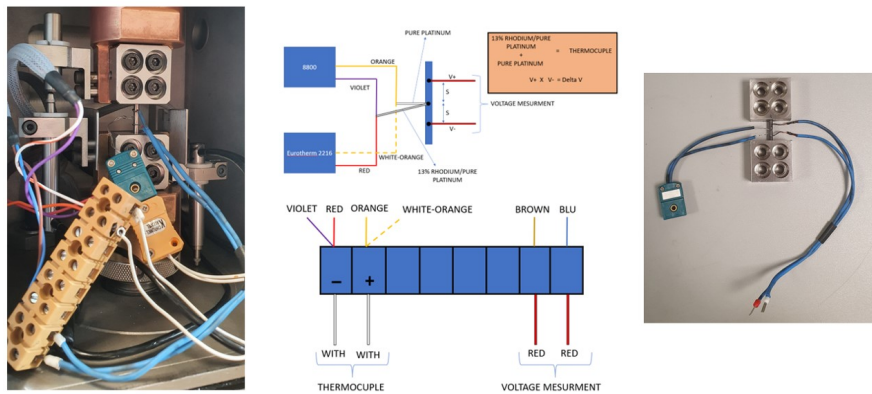 PURE PLATINUM
8800
ORANGE
VIOLET
Eurotherm 2216
WHITE-ORANGE
RED
13% RHODIUM/PURE
PLATINUM
V+
S
S
V-
VOLTAGE MESURMENT
13% RHODIUM/PURE
PLATINUM
+
PURE PLATINUM
= THERMOCUPLE
V+ X V- = Delta V
VIOLET RED ORANGE WHITE-ORANGE BROWN BLU
− +
WITH WITH RED RED
THERMOCUPLE VOLTAGE MESURMENT